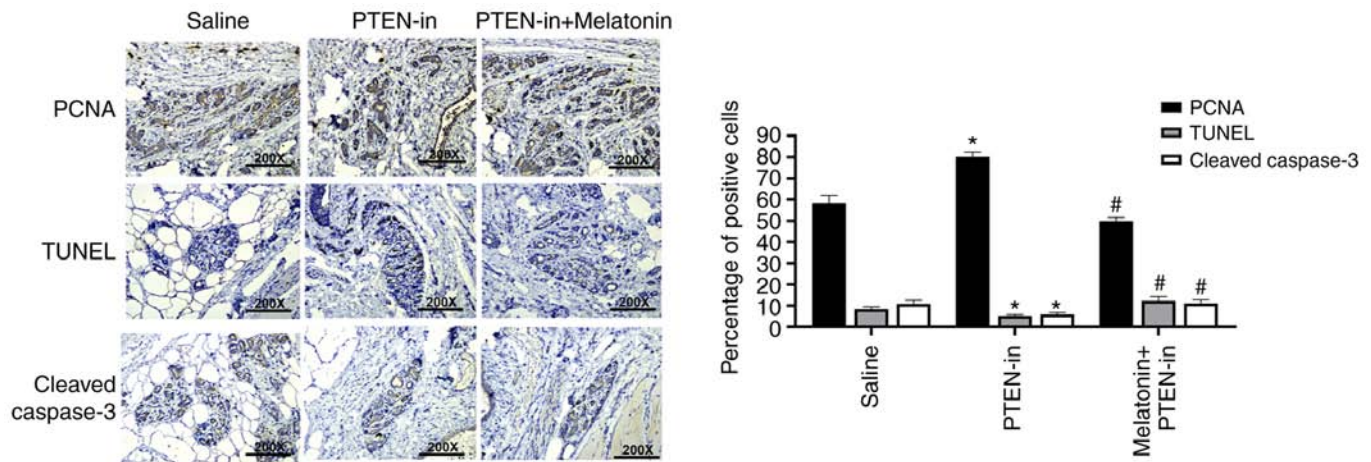 Saline PTEN-in PTEN-in+Melatonin
PCNA
200X 200X 200X
TUNEL
200X 200X 200X
Cleaved
caspase-3
200X 200X 200X
PCNA
TUNEL
Cleaved caspase-3
Percentage of positive cells
90
80
70
60
50
40
30
20
10
0
*
* *
#
# #
Saline
PTEN-in
Melatonin+
PTEN-in